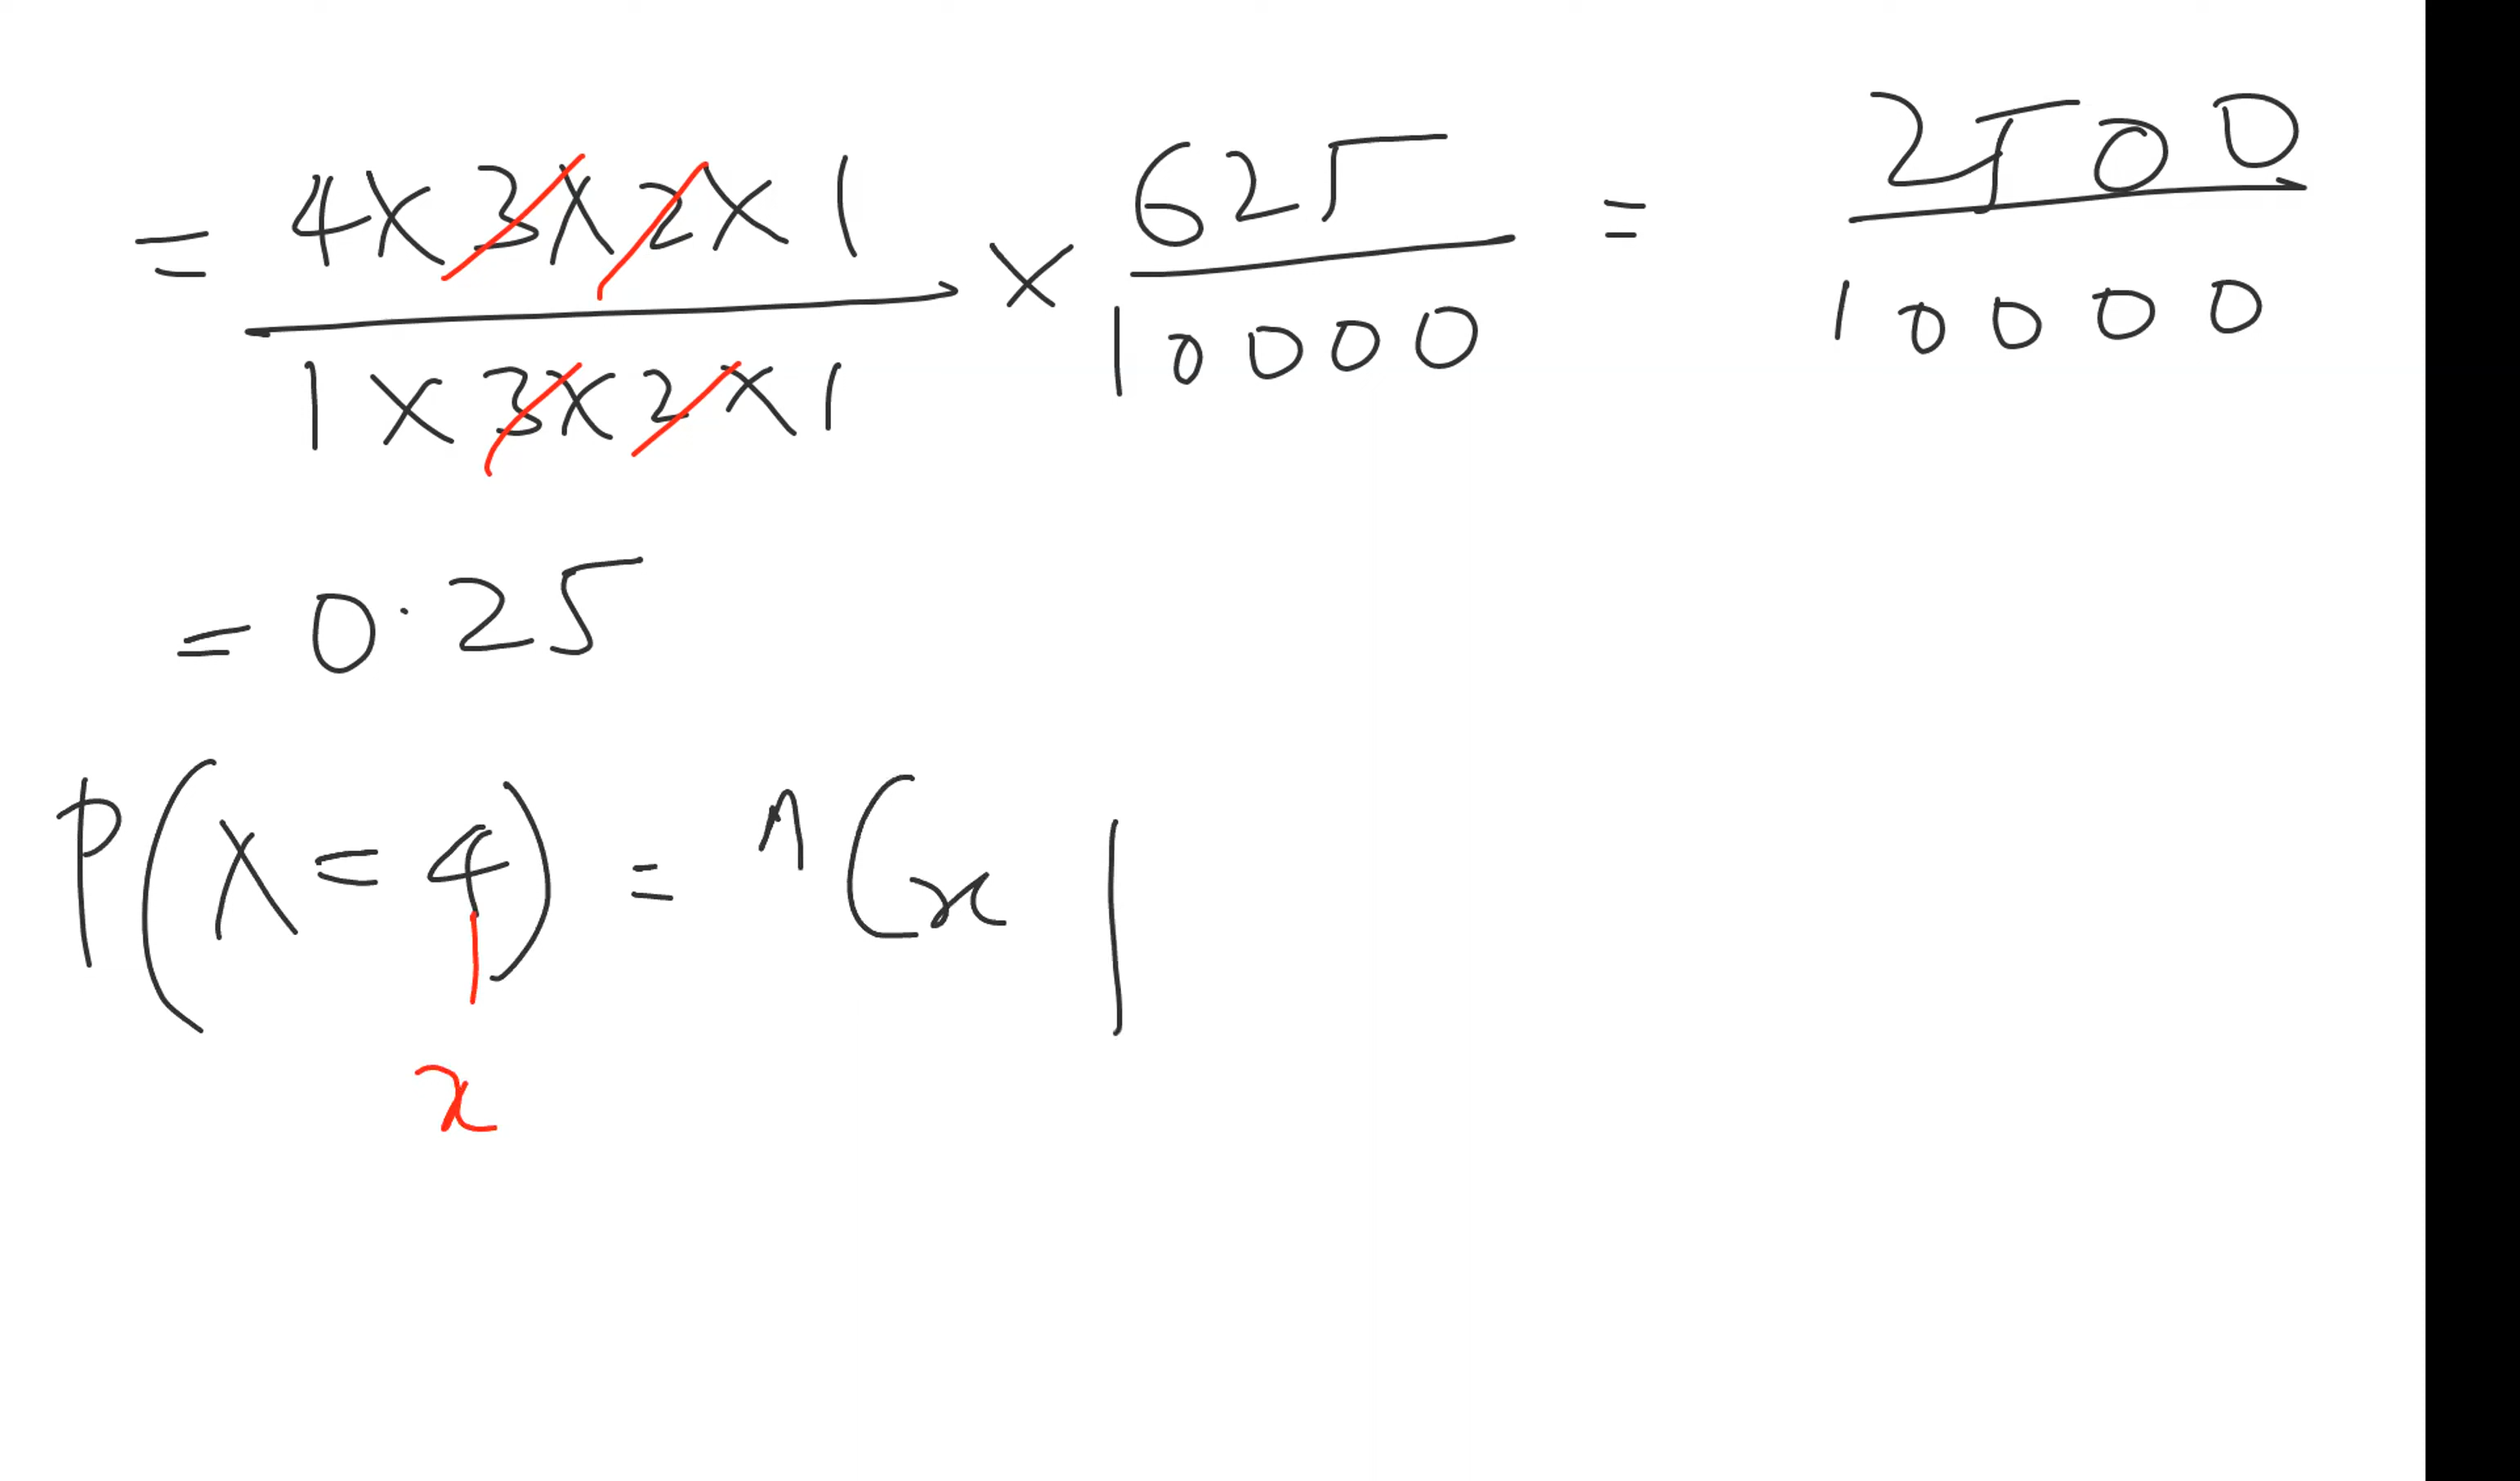 = 4 x 3 x 2 x 1 / 1 x 3 x 2 x 1 x 625 / 10000 = 2500 / 10000
= 0.25
P(X = 4) = ⁿCx |
x